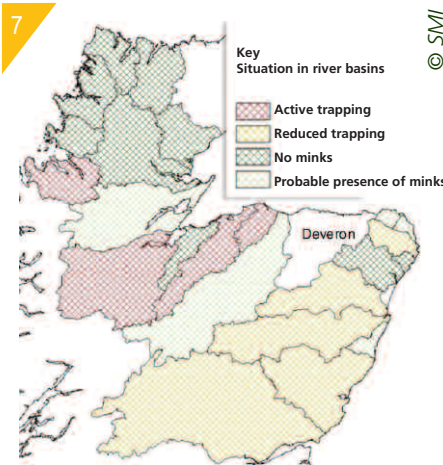 7
© SMI
Key
Situation in river basins
Active trapping
Reduced trapping
No minks
Probable presence of minks
Deveron